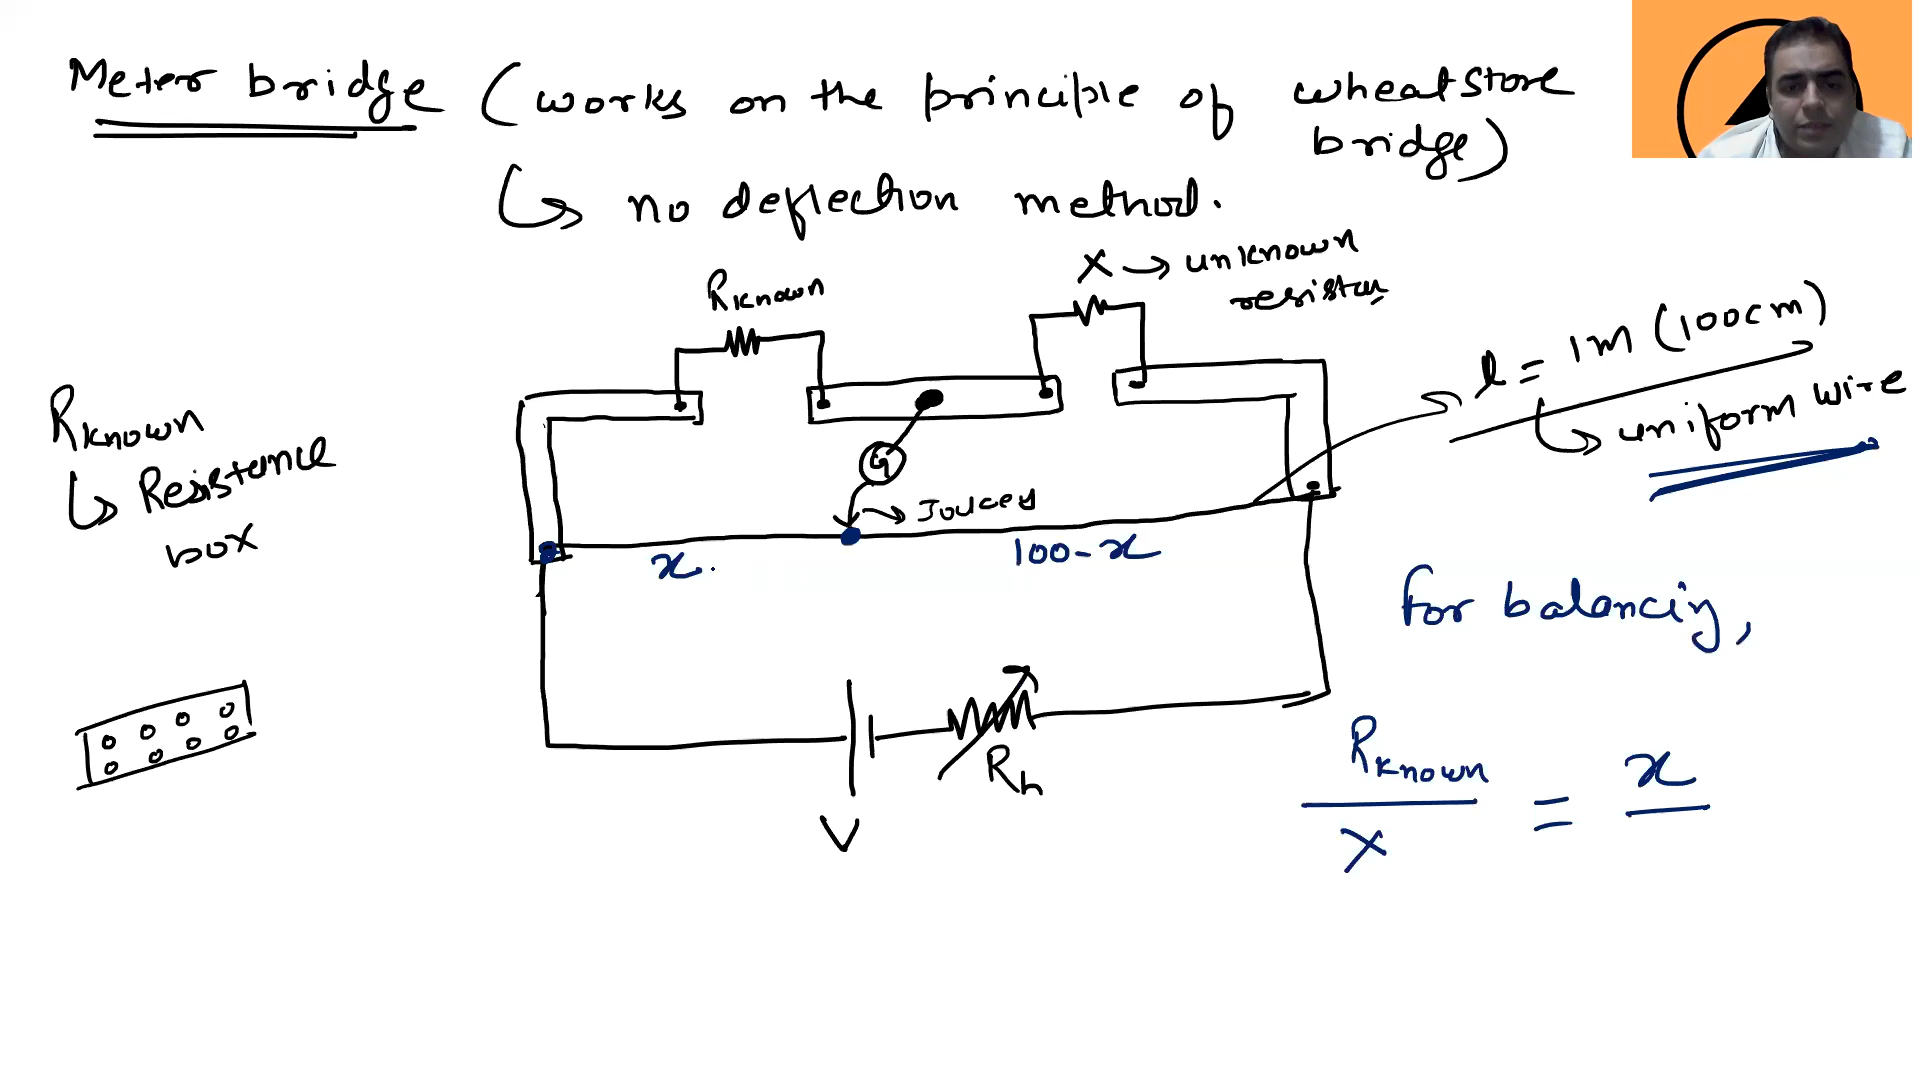 Meter bridge (works on the principle of wheatstone
bridge)
↳ no deflection method.
Rknown
X → unknown
resistor
l = 1m (100cm)
↳ uniform wire
Rknown
↳ Resistance
box
G
→ Jockey
x.
100-x
For balancing,
Rh
V
Rknown
/ X = x